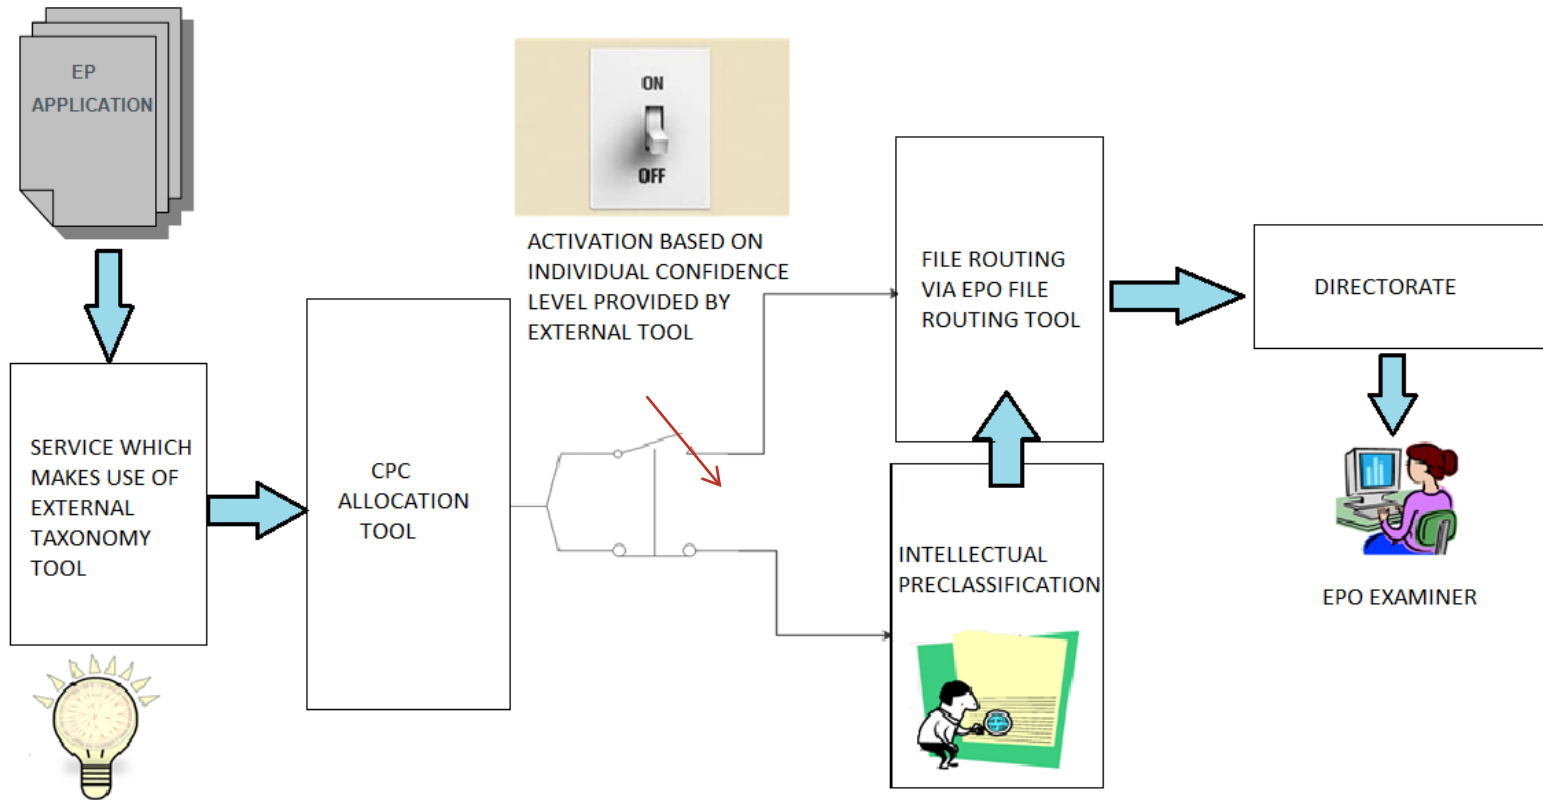 EP
APPLICATION
SERVICE WHICH
MAKES USE OF
EXTERNAL
TAXONOMY
TOOL
CPC
ALLOCATION
TOOL
ON
OFF
ACTIVATION BASED ON
INDIVIDUAL CONFIDENCE
LEVEL PROVIDED BY
EXTERNAL TOOL
FILE ROUTING
VIA EPO FILE
ROUTING TOOL
INTELLECTUAL
PRECLASSIFICATION
DIRECTORATE
EPO EXAMINER